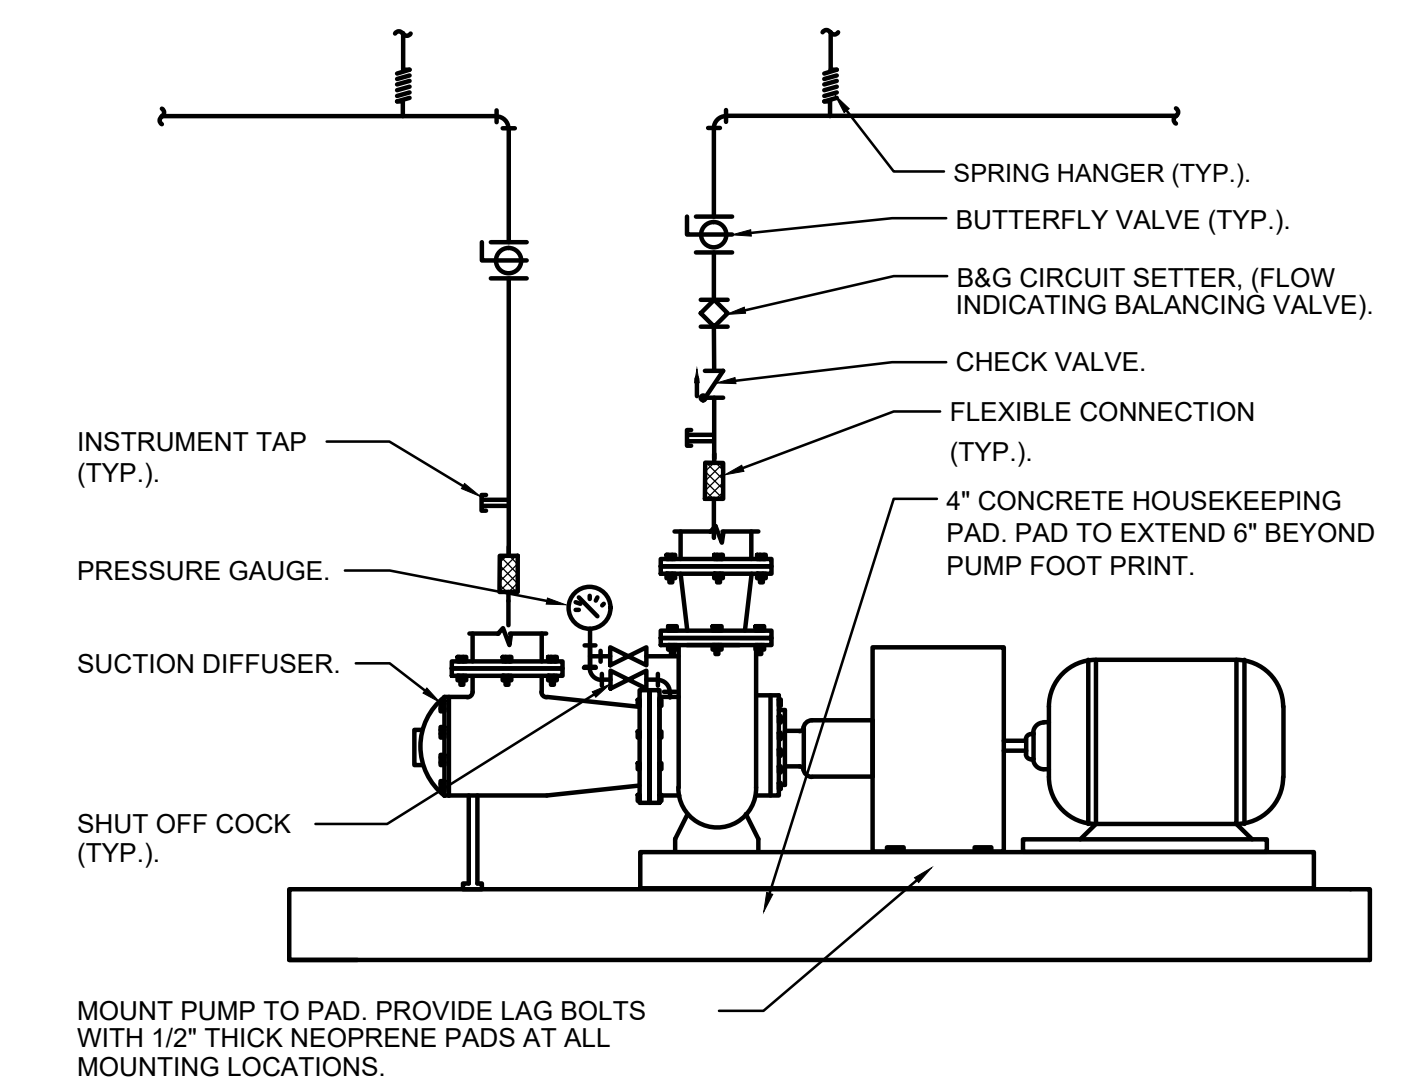 SPRING HANGER (TYP.).
BUTTERFLY VALVE (TYP.).
B&G CIRCUIT SETTER, (FLOW
INDICATING BALANCING VALVE).
CHECK VALVE.
FLEXIBLE CONNECTION
(TYP.).
4" CONCRETE HOUSEKEEPING
PAD. PAD TO EXTEND 6" BEYOND
PUMP FOOT PRINT.
INSTRUMENT TAP
(TYP.).
PRESSURE GAUGE.
SUCTION DIFFUSER.
SHUT OFF COCK
(TYP.).
MOUNT PUMP TO PAD. PROVIDE LAG BOLTS
WITH 1/2" THICK NEOPRENE PADS AT ALL
MOUNTING LOCATIONS.